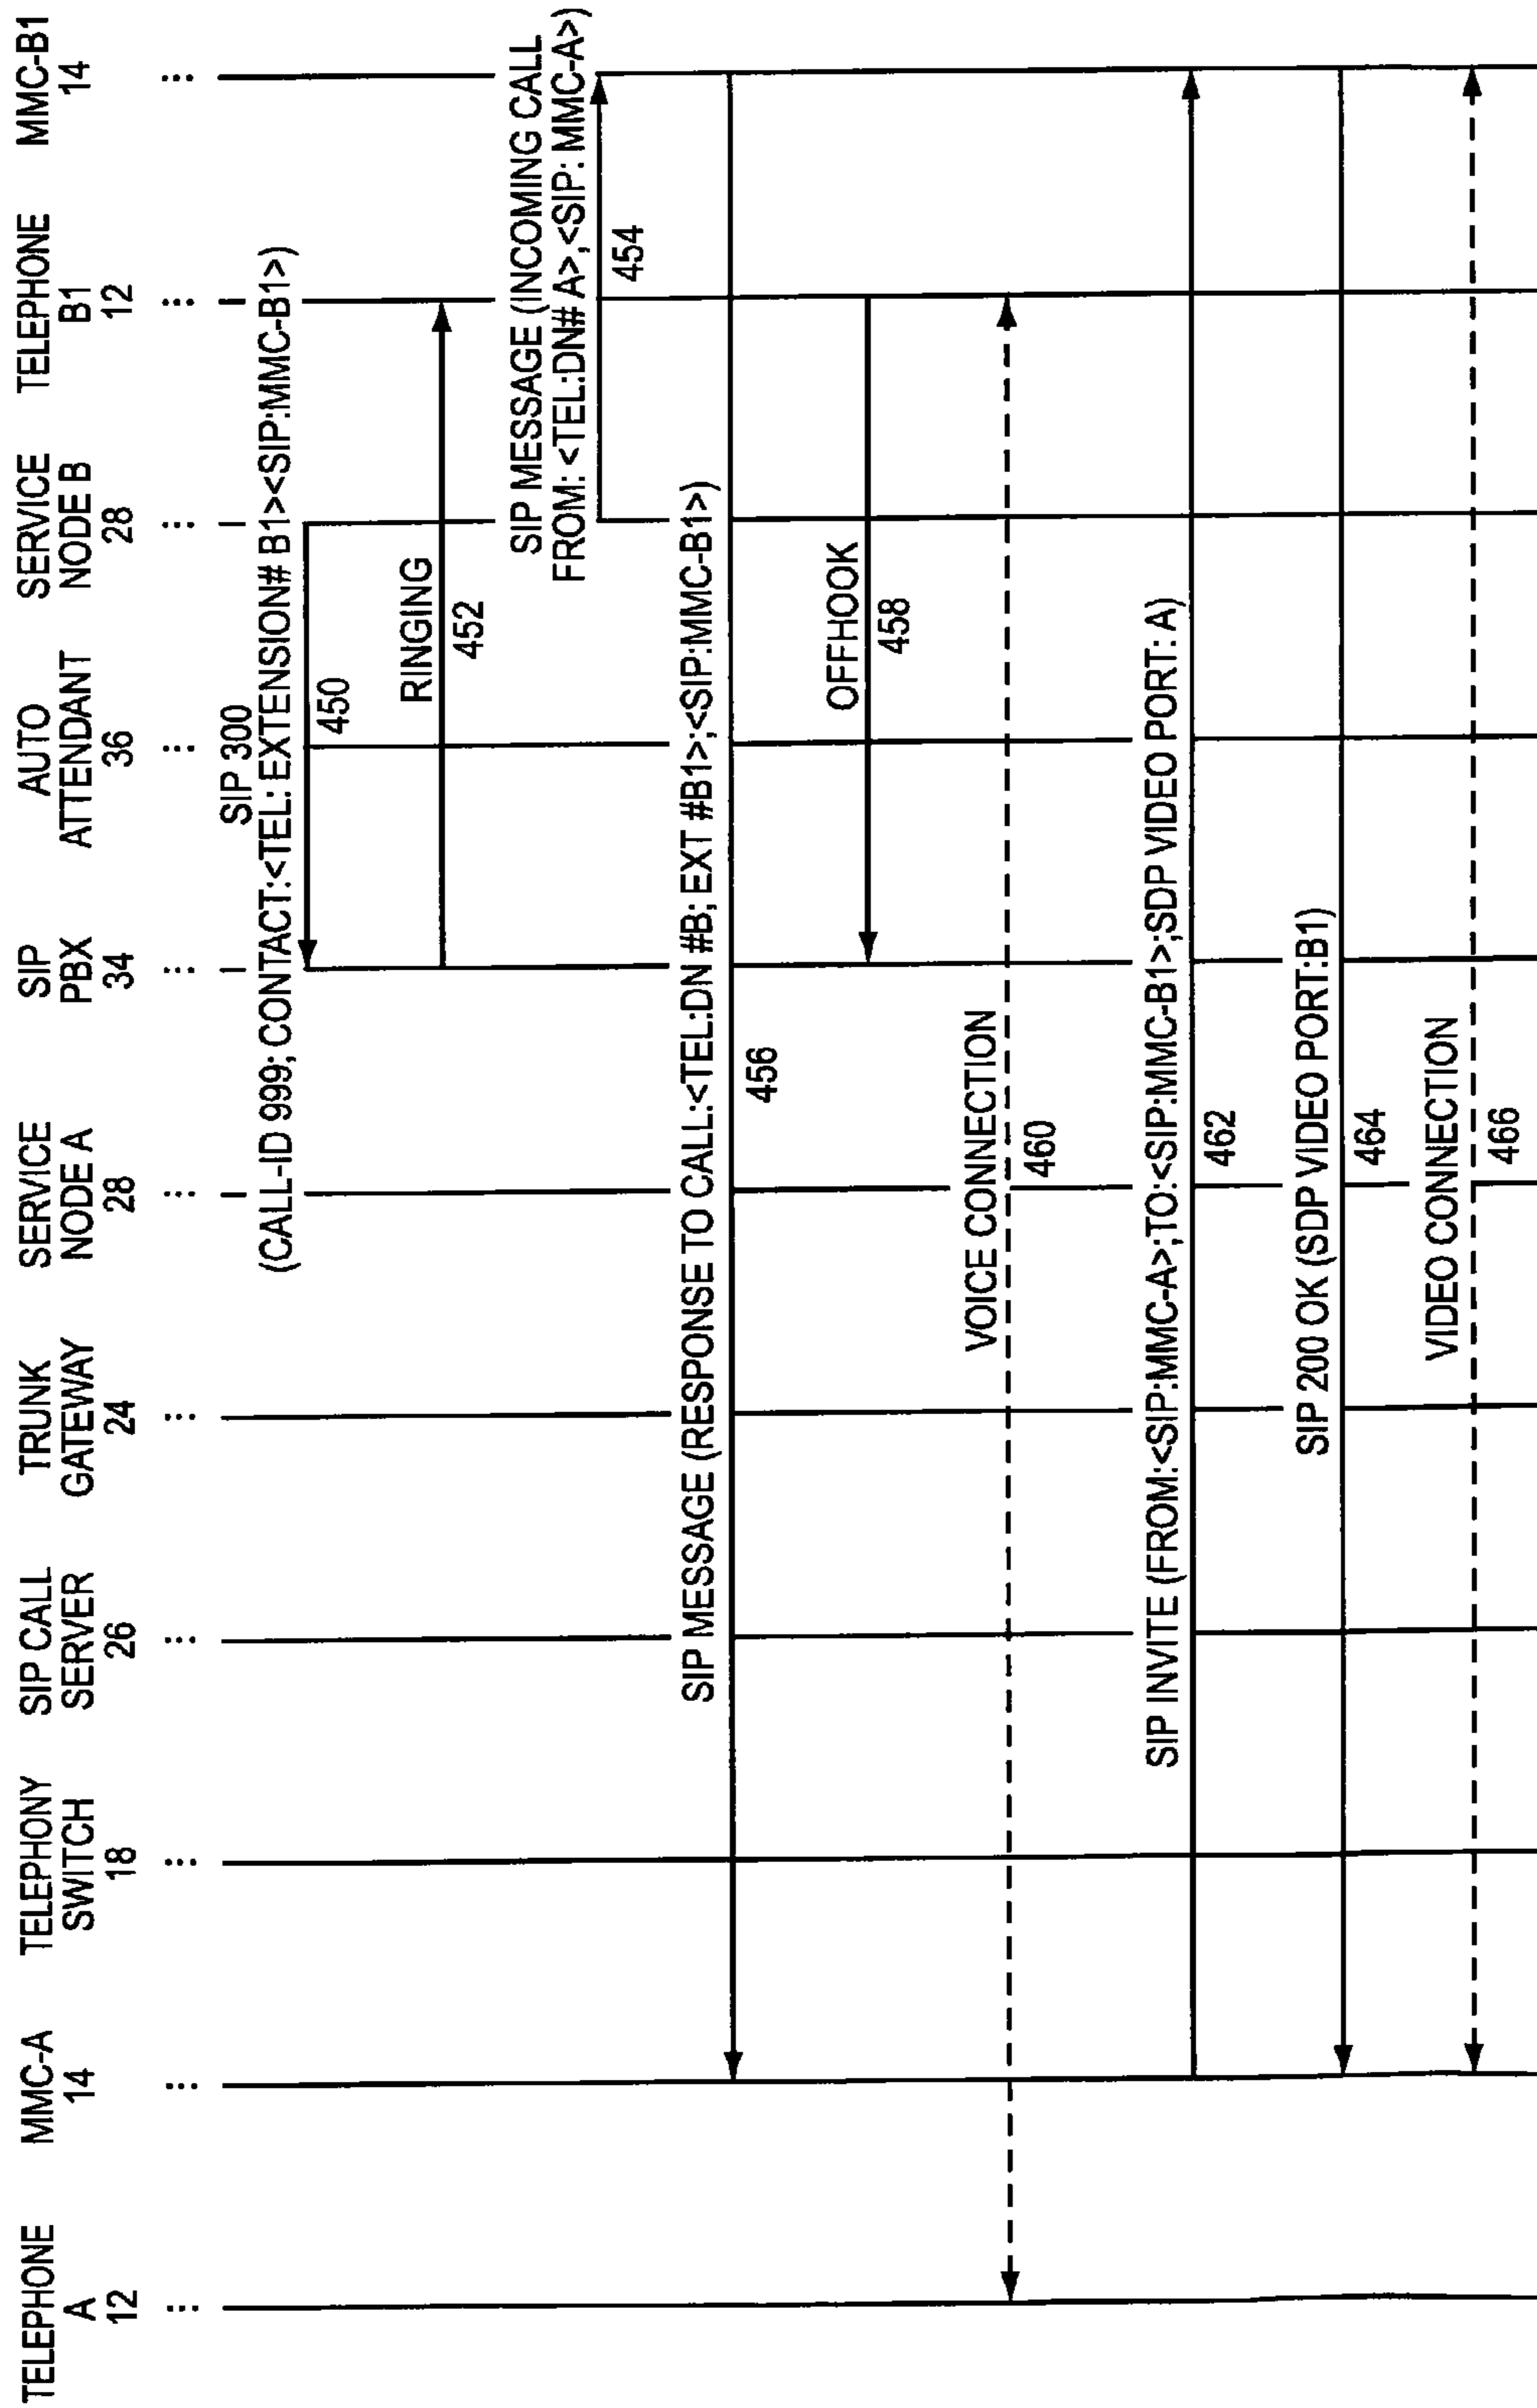 TELEPHONE
A
12
MMC-A
14
TELEPHONY
SWITCH
18
SIP CALL
SERVER
26
TRUNK
GATEWAY
24
SERVICE
NODE A
28
SIP
PBX
34
AUTO
ATTENDANT
36
SERVICE
NODE B
28
TELEPHONE
B1
12
MMC-B1
14
... ... ... ... ... ... ... ... ... ... ...
SIP 300
(CALL-ID 999; CONTACT:<TEL: EXTENSION# B1><SIP:MMC-B1>)
450
RINGING
452
SIP MESSAGE (INCOMING CALL
FROM: <TEL:DN# A>,<SIP: MMC-A>)
454
SIP MESSAGE (RESPONSE TO CALL:<TEL:DN #B; EXT #B1>;<SIP:MMC-B1>)
456
OFFHOOK
458
VOICE CONNECTION
460
SIP INVITE (FROM:<SIP:MMC-A>;TO:<SIP:MMC-B1>;SDP VIDEO PORT: A)
462
SIP 200 OK (SDP VIDEO PORT:B1)
464
VIDEO CONNECTION
466